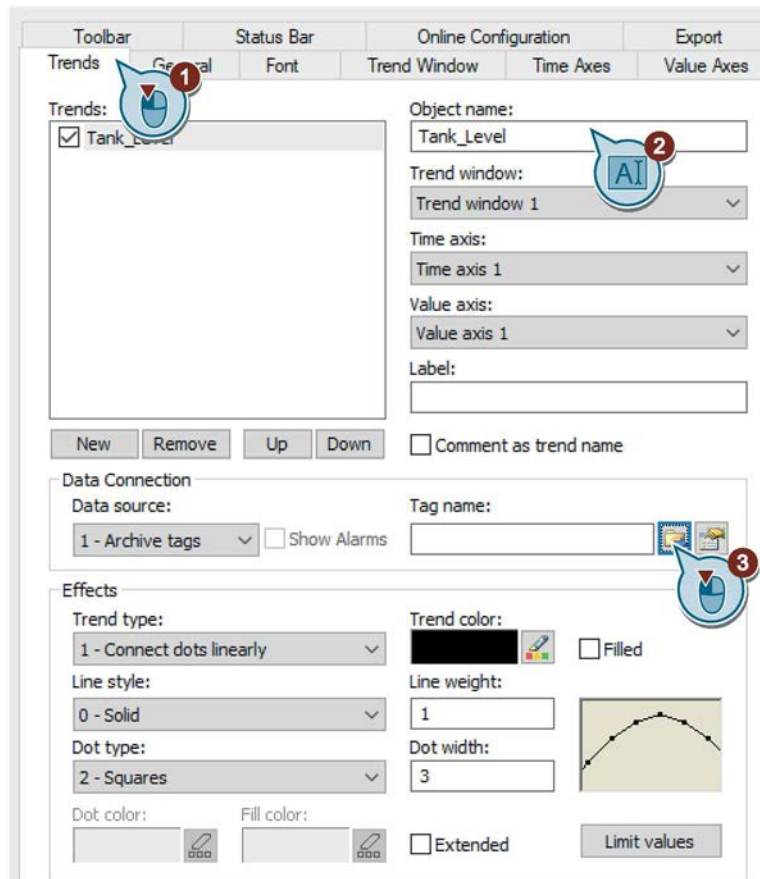 Toolbar Status Bar Online Configuration Export
Trends General Font Trend Window Time Axes Value Axes
1
Trends:
Tank_Level
New Remove Up Down
Object name:
Tank_Level
2
AI
Trend window:
Trend window 1
Time axis:
Time axis 1
Value axis:
Value axis 1
Label:
Comment as trend name
Data Connection
Data source:
1 - Archive tags Show Alarms
Tag name:
3
Effects
Trend type:
1 - Connect dots linearly
Trend color:
Filled
Line style:
0 - Solid
Line weight:
1
Dot type:
2 - Squares
Dot width:
3
Dot color: Fill color:
Extended Limit values